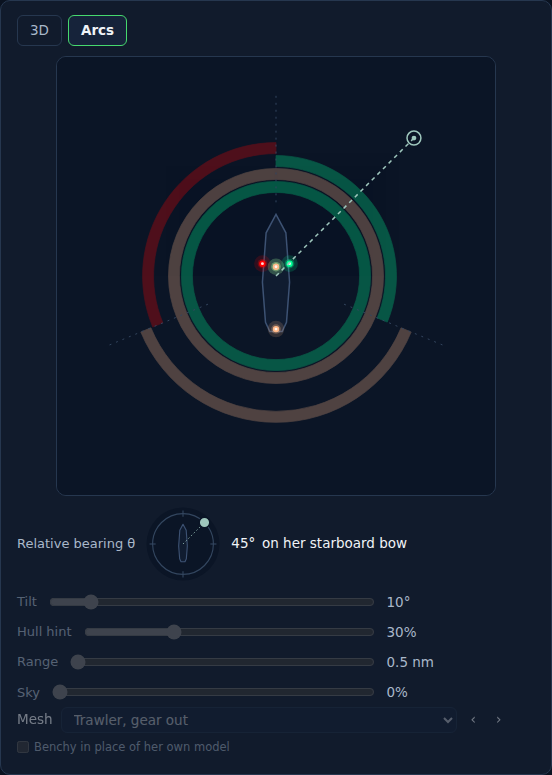 3D Arcs
Relative bearing θ 45° on her starboard bow
Tilt 10°
Hull hint 30%
Range 0.5 nm
Sky 0%
Mesh Trawler, gear out ‹ ›
Benchy in place of her own model